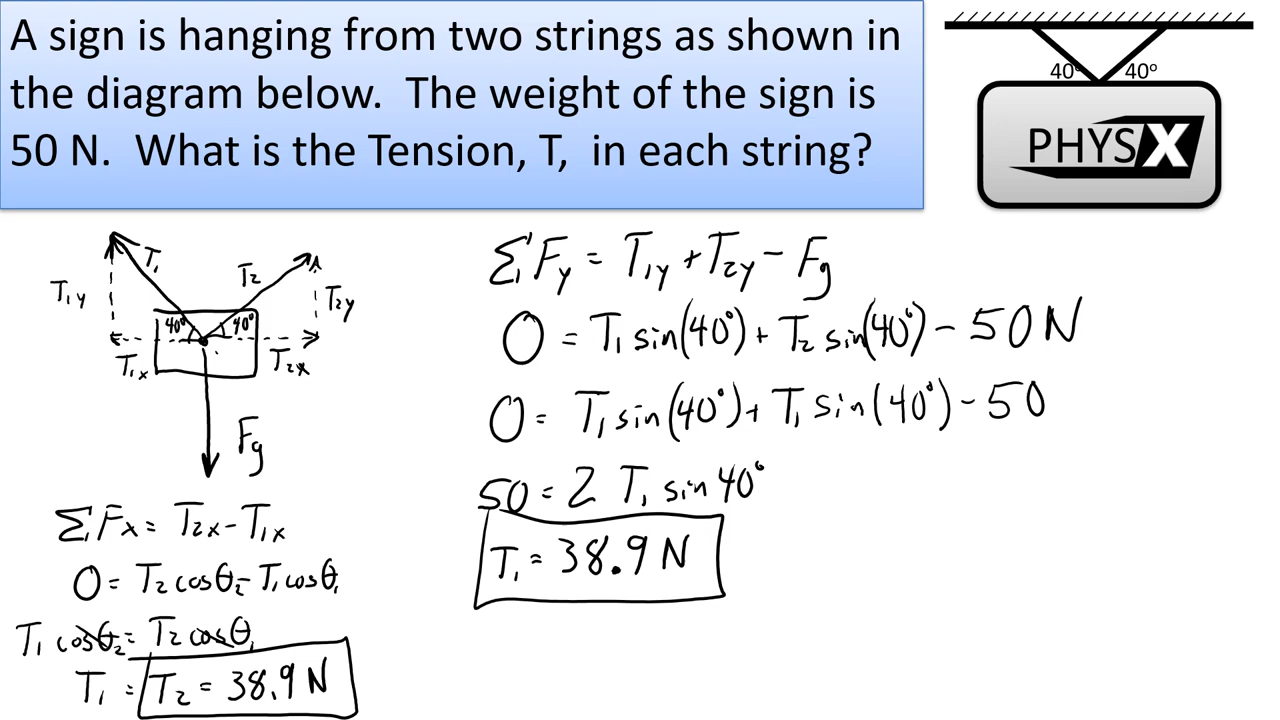 A sign is hanging from two strings as shown in
the diagram below.  The weight of the sign is
50 N.  What is the Tension, T,  in each string?
40° 40°
PHYSX
T₁ T₂
T₁y T₂y
40° 40°
T₁x T₂x
Fg
ΣFx = T₂x - T₁x
0 = T₂ cosθ₂ - T₁ cosθ₁
T₁ cosθ₂ = T₂ cosθ₁
T₁ = T₂ = 38.9 N
ΣFy = T₁y + T₂y - Fg
0 = T₁ sin(40°) + T₂ sin(40°) - 50 N
0 = T₁ sin(40°) + T₁ sin(40°) - 50
50 = 2 T₁ sin 40°
T₁ = 38.9 N